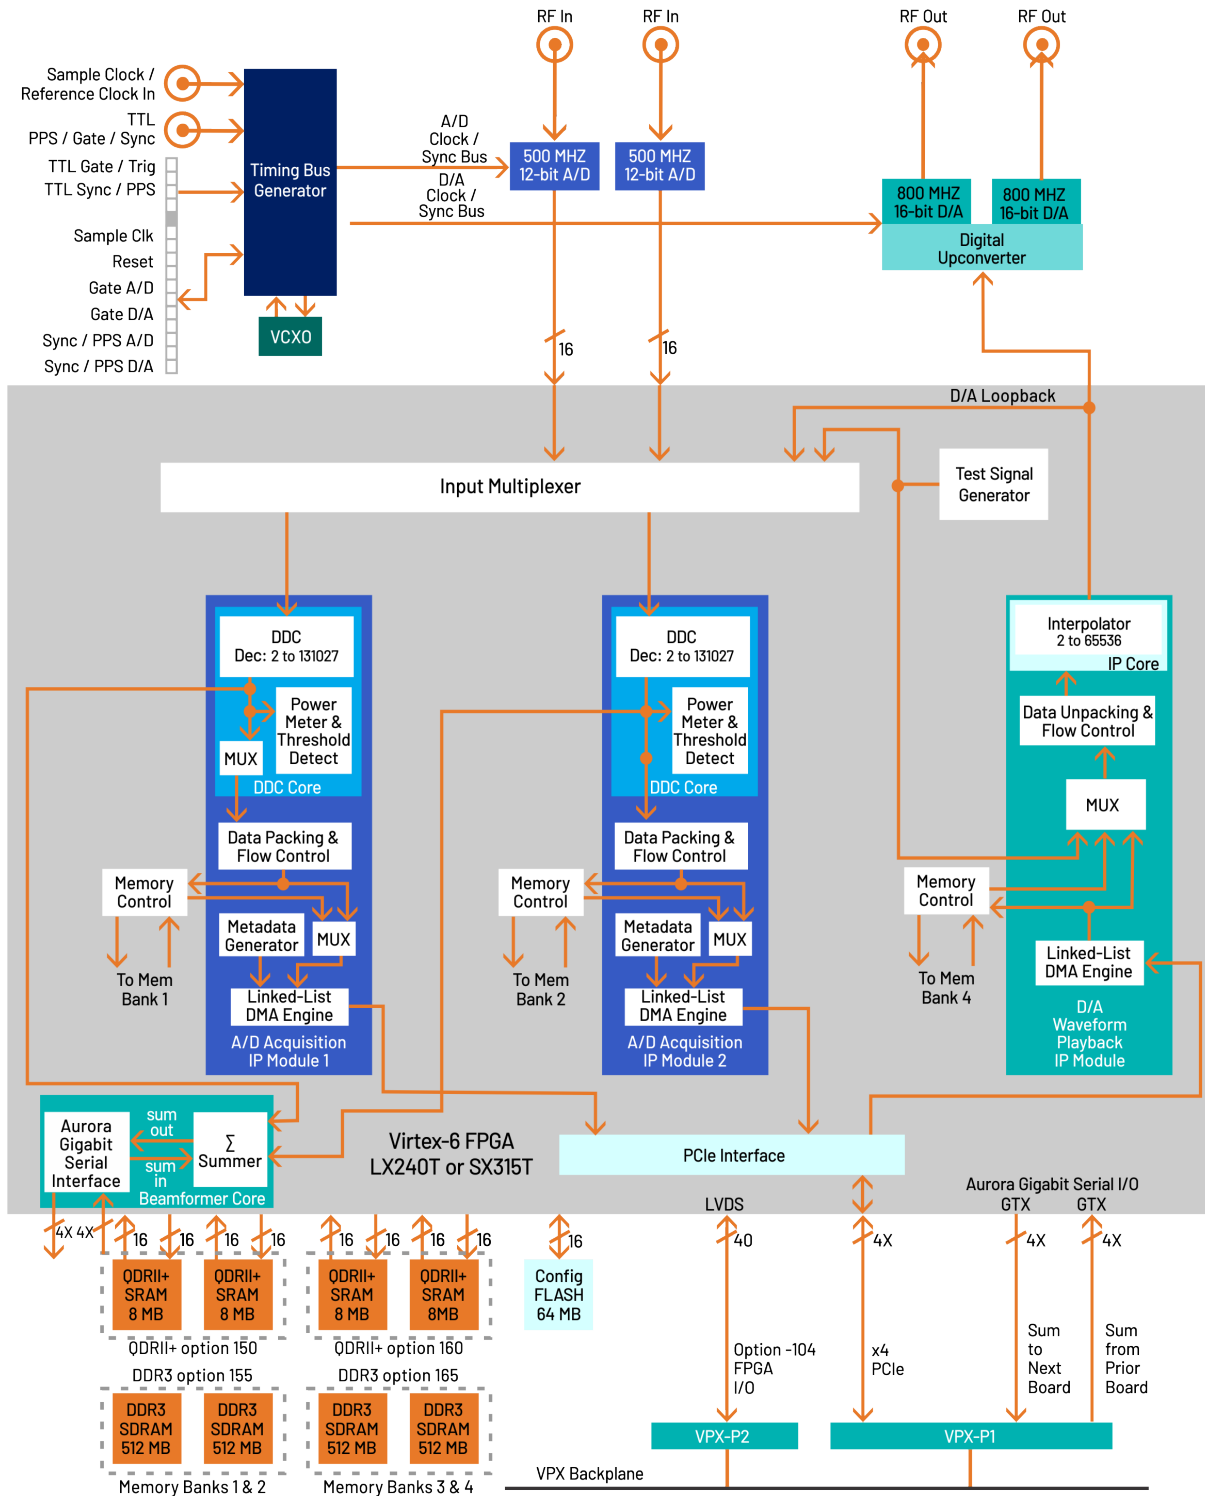 RF In
RF In
RF Out
RF Out
Sample Clock /
Reference Clock In
TTL
PPS / Gate / Sync
TTL Gate / Trig
TTL Sync / PPS
Sample Clk
Reset
Gate A/D
Gate D/A
Sync / PPS A/D
Sync / PPS D/A
Timing Bus
Generator
VCXO
A/D
Clock /
Sync Bus
D/A
Clock /
Sync Bus
500 MHZ
12-bit A/D
500 MHZ
12-bit A/D
800 MHZ
16-bit D/A
800 MHZ
16-bit D/A
Digital
Upconverter
16
16
D/A Loopback
Input Multiplexer
Test Signal
Generator
DDC
Dec: 2 to 131027
Power
Meter &
Threshold
Detect
MUX
DDC Core
Data Packing &
Flow Control
Memory
Control
Metadata
Generator
MUX
To Mem
Bank 1
Linked-List
DMA Engine
A/D Acquisition
IP Module 1
DDC
Dec: 2 to 131027
Power
Meter &
Threshold
Detect
DDC Core
Data Packing &
Flow Control
Memory
Control
Metadata
Generator
MUX
To Mem
Bank 2
Linked-List
DMA Engine
A/D Acquisition
IP Module 2
Interpolator
2 to 65536
IP Core
Data Unpacking &
Flow Control
MUX
Memory
Control
To Mem
Bank 4
Linked-List
DMA Engine
D/A
Waveform
Playback
IP Module
Aurora
Gigabit
Serial
Interface
sum
out
sum
in
Σ
Summer
Beamformer Core
Virtex-6 FPGA
LX240T or SX315T
PCIe Interface
LVDS
Aurora Gigabit Serial I/O
GTX
GTX
4X
4X
16
16
16
16
16
16
16
16
16
40
4X
4X
4X
QDRII+
SRAM
8 MB
QDRII+
SRAM
8 MB
QDRII+
SRAM
8 MB
QDRII+
SRAM
8MB
Config
FLASH
64 MB
QDRII+ option 150
QDRII+ option 160
DDR3 option 155
DDR3 option 165
DDR3
SDRAM
512 MB
DDR3
SDRAM
512 MB
DDR3
SDRAM
512 MB
DDR3
SDRAM
512 MB
Memory Banks 1 & 2
Memory Banks 3 & 4
Option -104
FPGA
I/O
x4
PCIe
Sum
to
Next
Board
Sum
from
Prior
Board
VPX-P2
VPX-P1
VPX Backplane